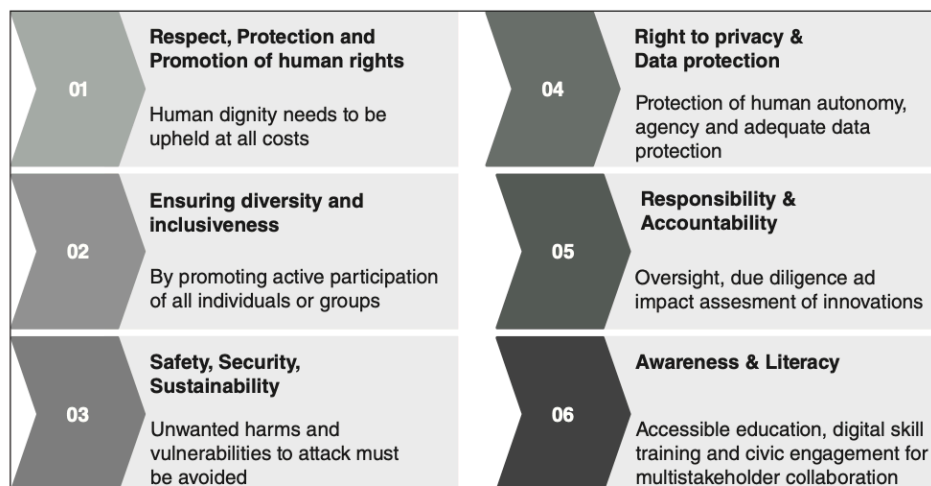 01
Respect, Protection and
Promotion of human rights
Human dignity needs to be
upheld at all costs
02
Ensuring diversity and
inclusiveness
By promoting active participation
of all individuals or groups
03
Safety, Security,
Sustainability
Unwanted harms and
vulnerabilities to attack must
be avoided
04
Right to privacy &
Data protection
Protection of human autonomy,
agency and adequate data
protection
05
Responsibility &
Accountability
Oversight, due diligence ad
impact assesment of innovations
06
Awareness & Literacy
Accessible education, digital skill
training and civic engagement for
multistakeholder collaboration